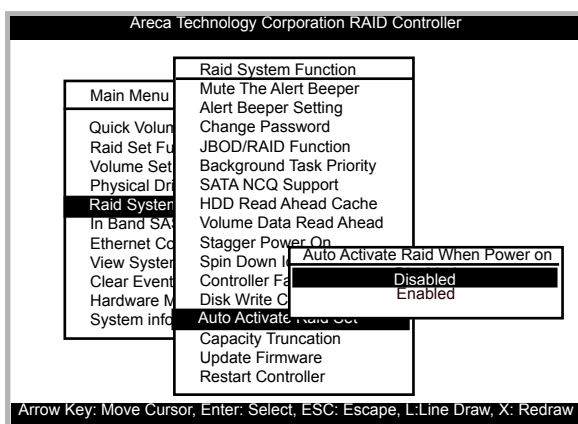 Areca Technology Corporation RAID Controller
Main Menu
Quick Volum
Raid Set Fu
Volume Set
Physical Dri
Raid System
In Band SA
Ethernet Co
View System
Clear Event
Hardware M
System info
Raid System Function
Mute The Alert Beeper
Alert Beeper Setting
Change Password
JBOD/RAID Function
Background Task Priority
SATA NCQ Support
HDD Read Ahead Cache
Volume Data Read Ahead
Stagger Power On
Spin Down I
Controller Fa
Disk Write C
Auto Activate Raid Set
Capacity Truncation
Update Firmware
Restart Controller
Auto Activate Raid When Power on
Disabled
Enabled
Arrow Key: Move Cursor, Enter: Select, ESC: Escape, L:Line Draw, X: Redraw